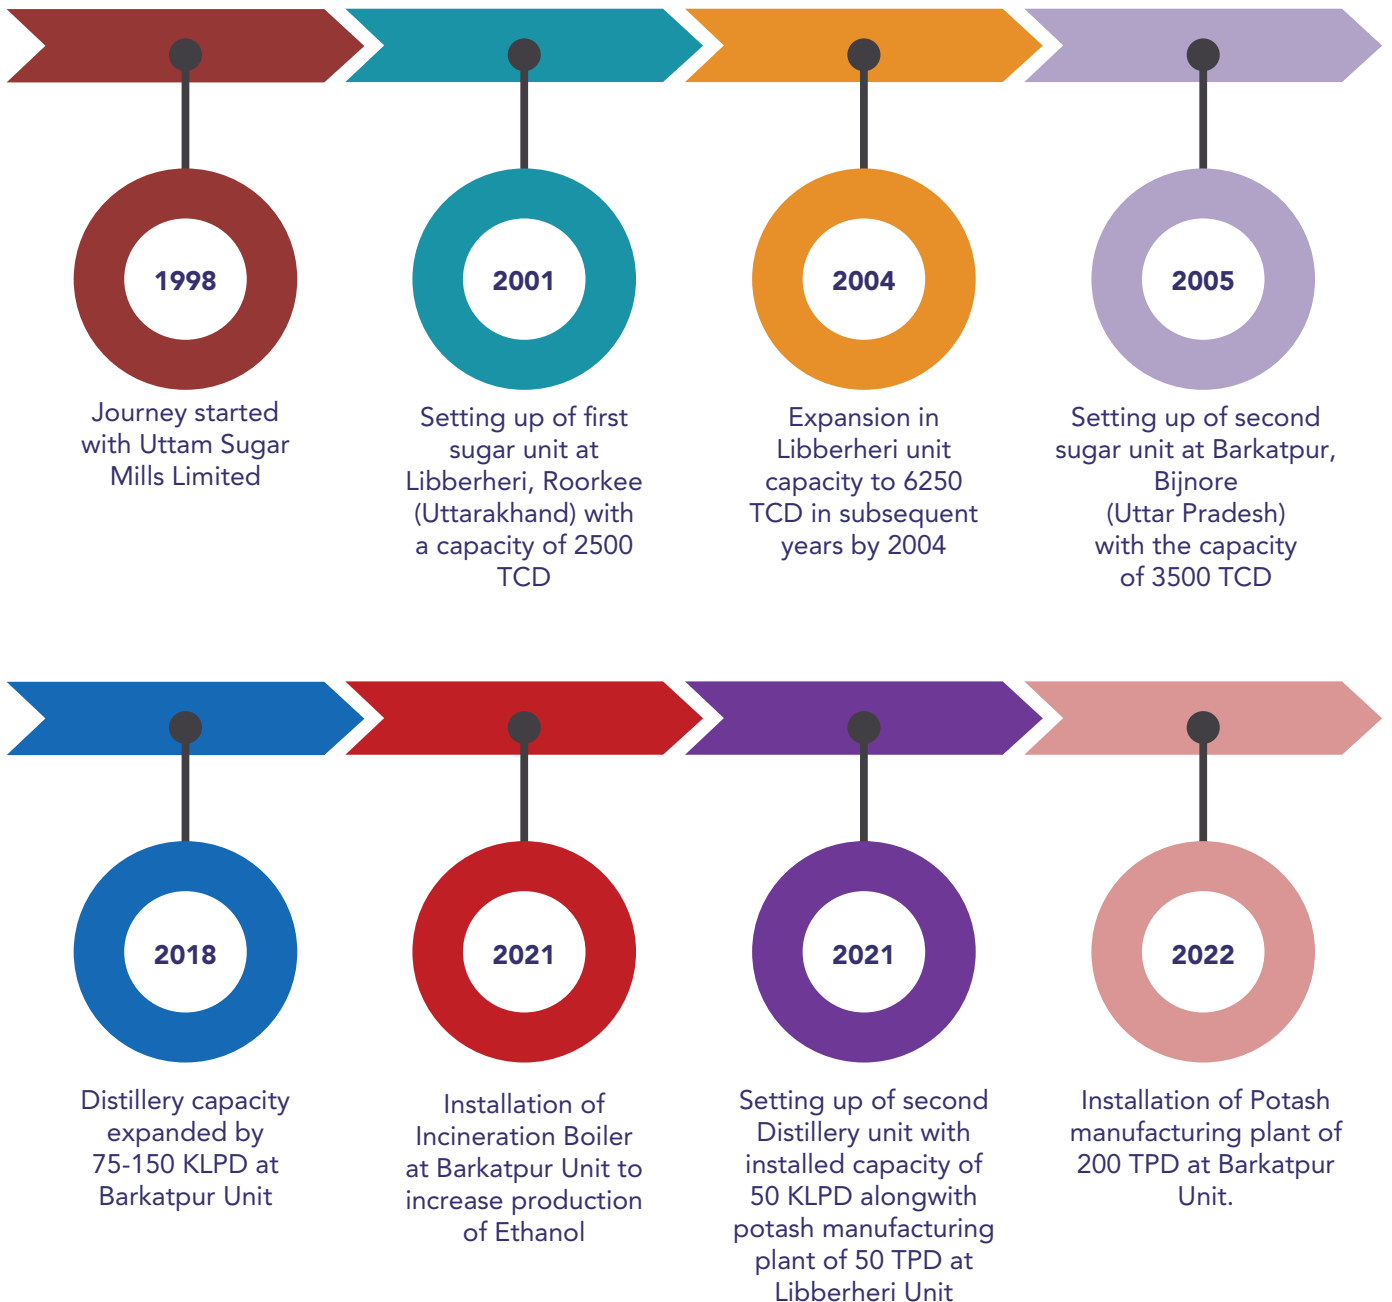 1998
Journey started
with Uttam Sugar
Mills Limited
2001
Setting up of first
sugar unit at
Libberheri, Roorkee
(Uttarakhand) with
a capacity of 2500
TCD
2004
Expansion in
Libberheri unit
capacity to 6250
TCD in subsequent
years by 2004
2005
Setting up of second
sugar unit at Barkatpur,
Bijnore
(Uttar Pradesh)
with the capacity
of 3500 TCD
2018
Distillery capacity
expanded by
75-150 KLPD at
Barkatpur Unit
2021
Installation of
Incineration Boiler
at Barkatpur Unit to
increase production
of Ethanol
2021
Setting up of second
Distillery unit with
installed capacity of
50 KLPD alongwith
potash manufacturing
plant of 50 TPD at
Libberheri Unit
2022
Installation of Potash
manufacturing plant of
200 TPD at Barkatpur
Unit.